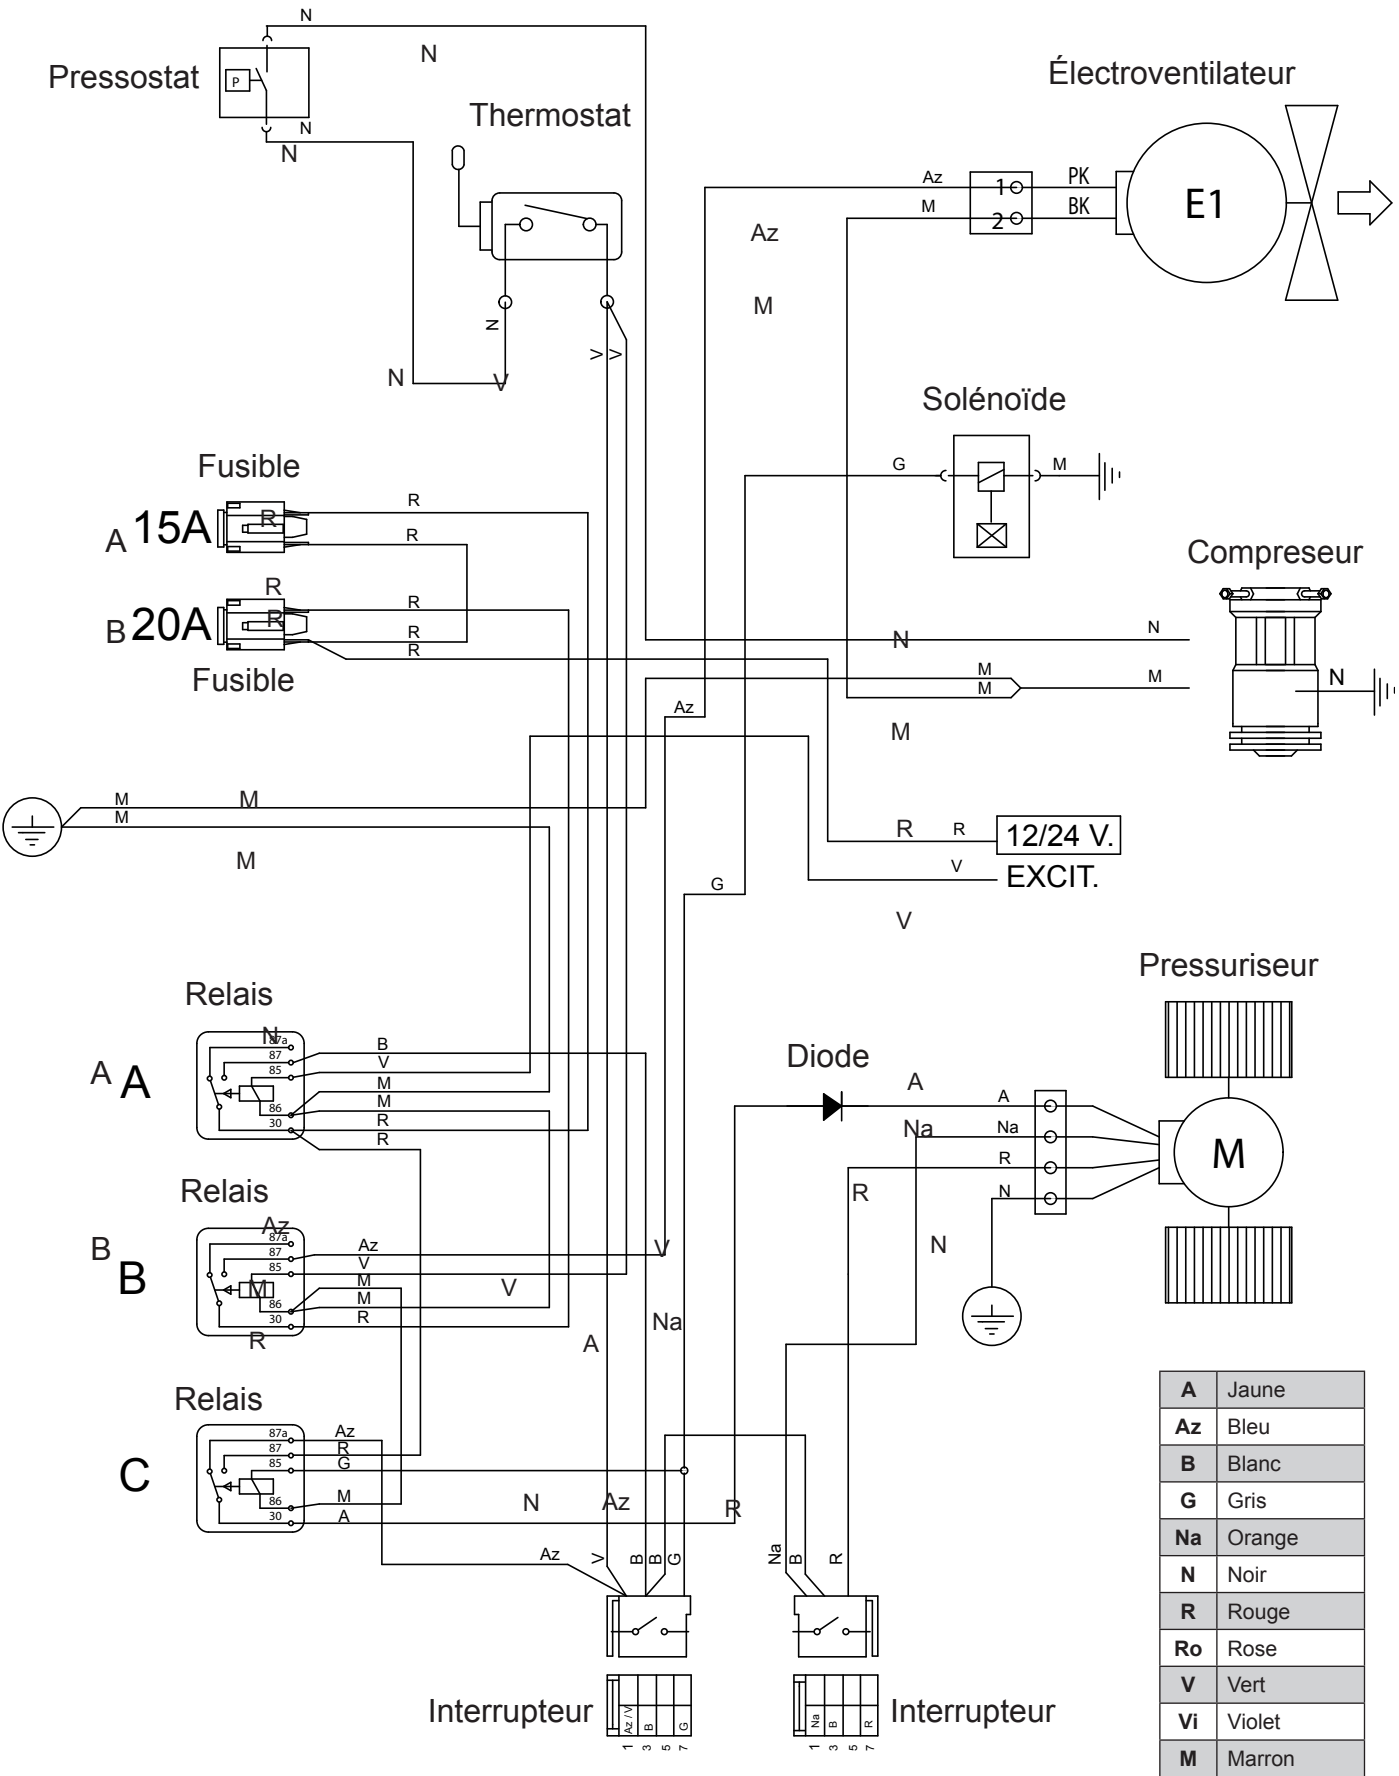 N
N
Pressostat
P
N
N
Thermostat
Électroventilateur
Az
1
PK
M
2
BK
E1
Az
M
N
V
V
N
V
Solénoïde
G
M
Fusible
A
15A
R
R
R
Compreseur
R
B
20A
R
R
R
R
Fusible
N
N
M
M
M
N
Az
M
M
M
M
M
R
R
12/24 V.
V
EXCIT.
G
V
Pressuriseur
Relais
N
87a
87
85
86
30
A
A
B
V
M
M
R
R
Diode
A
A
Na
Na
R
R
N
N
M
Relais
Az
87a
87
85
86
30
B
B
M
R
Az
V
M
M
R
V
V
Na
A
Relais
87a
87
85
86
30
C
Az
R
G
M
A
N
Az
R
Az
V
B
B
G
Na
B
R
Interrupteur
Az / V
B
G
1
3
5
7
Na
B
R
1
3
5
7
Interrupteur
A Jaune
Az Bleu
B Blanc
G Gris
Na Orange
N Noir
R Rouge
Ro Rose
V Vert
Vi Violet
M Marron